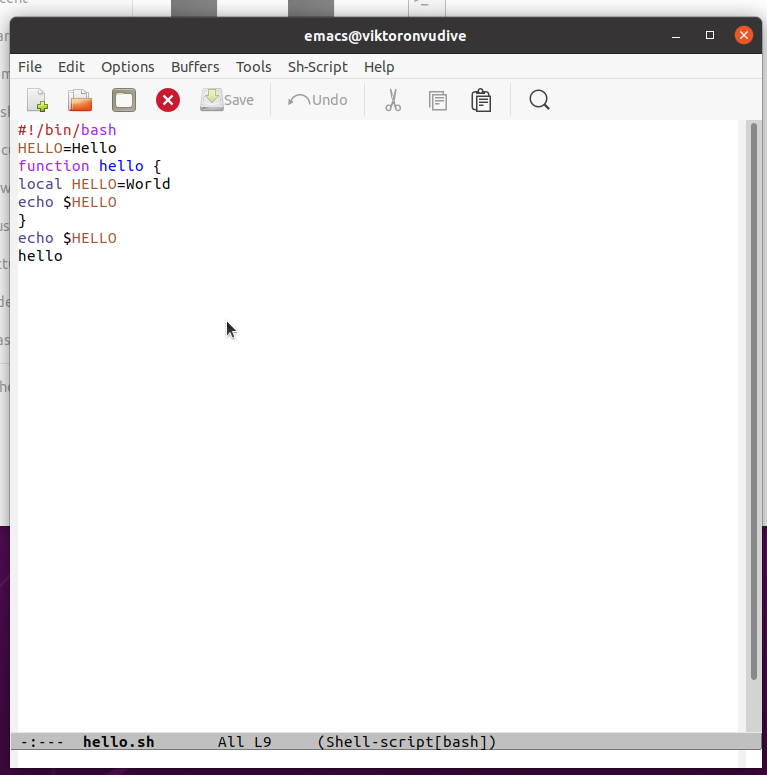 emacs@viktoronvudive
File Edit Options Buffers Tools Sh-Script Help
Save Undo
#!/bin/bash
HELLO=Hello
function hello {
local HELLO=World
echo $HELLO
}
echo $HELLO
hello
-:--- hello.sh All L9 (Shell-script[bash])